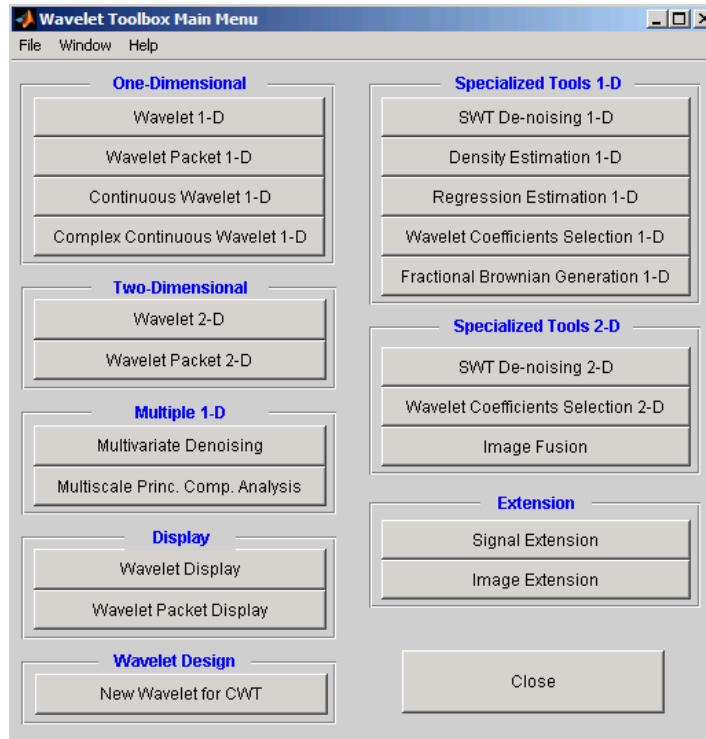 Wavelet Toolbox Main Menu
File Window Help
One-Dimensional
Wavelet 1-D
Wavelet Packet 1-D
Continuous Wavelet 1-D
Complex Continuous Wavelet 1-D
Two-Dimensional
Wavelet 2-D
Wavelet Packet 2-D
Multiple 1-D
Multivariate Denoising
Multiscale Princ. Comp. Analysis
Display
Wavelet Display
Wavelet Packet Display
Wavelet Design
New Wavelet for CWT
Specialized Tools 1-D
SWT De-noising 1-D
Density Estimation 1-D
Regression Estimation 1-D
Wavelet Coefficients Selection 1-D
Fractional Brownian Generation 1-D
Specialized Tools 2-D
SWT De-noising 2-D
Wavelet Coefficients Selection 2-D
Image Fusion
Extension
Signal Extension
Image Extension
Close